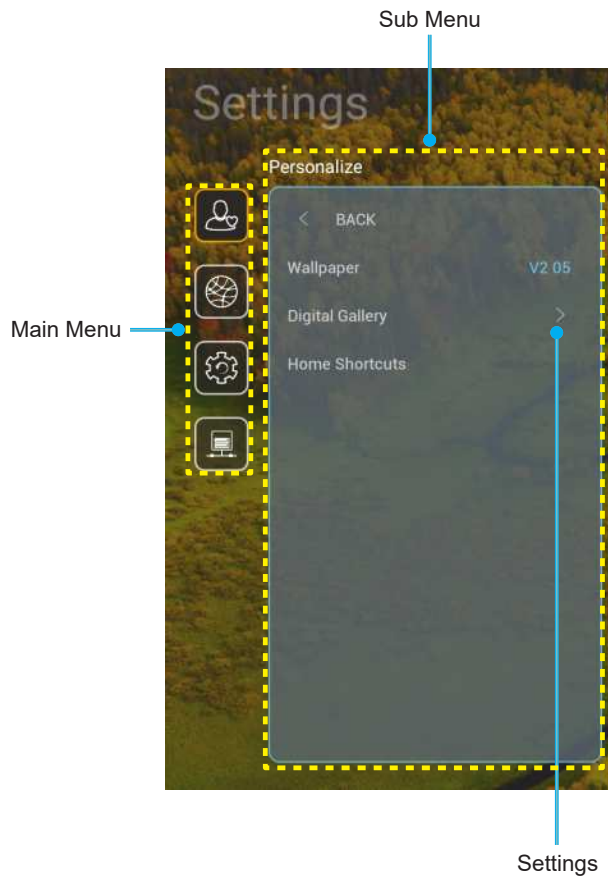 Sub Menu
Settings
Personalize
BACK
Wallpaper V2 05
Digital Gallery
Main Menu
Home Shortcuts
Settings